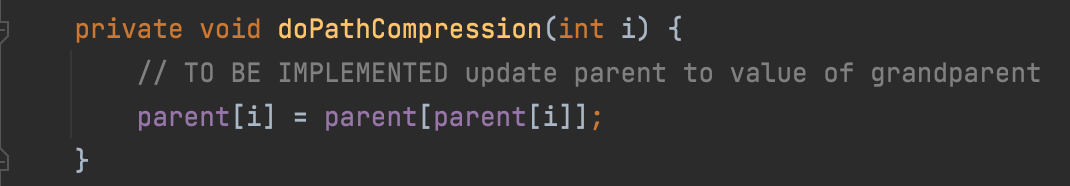 private void doPathCompression(int i) {
    // TO BE IMPLEMENTED update parent to value of grandparent
    parent[i] = parent[parent[i]];
}